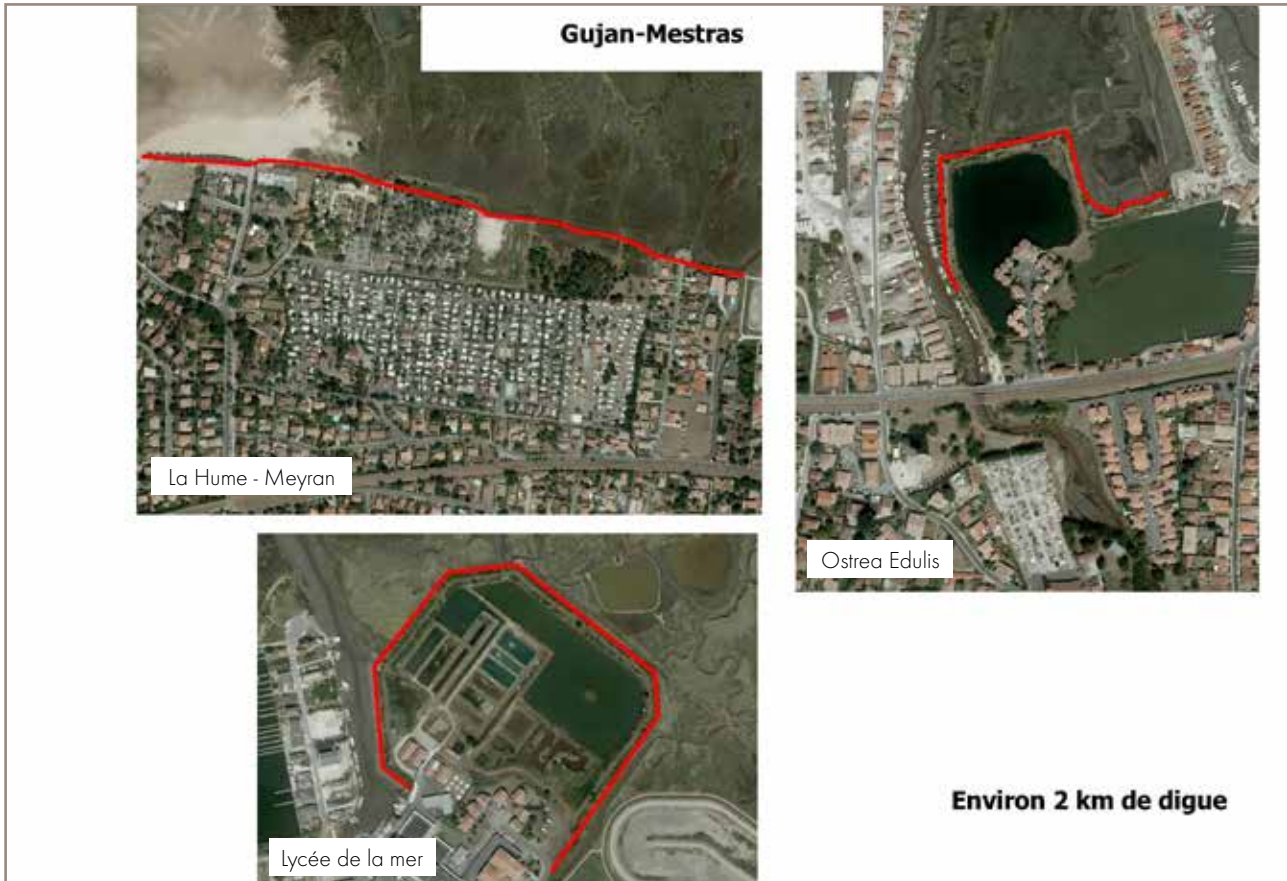 Gujan-Mestras
La Hume - Meyran
Ostrea Edulis
Lycée de la mer
Environ 2 km de digue